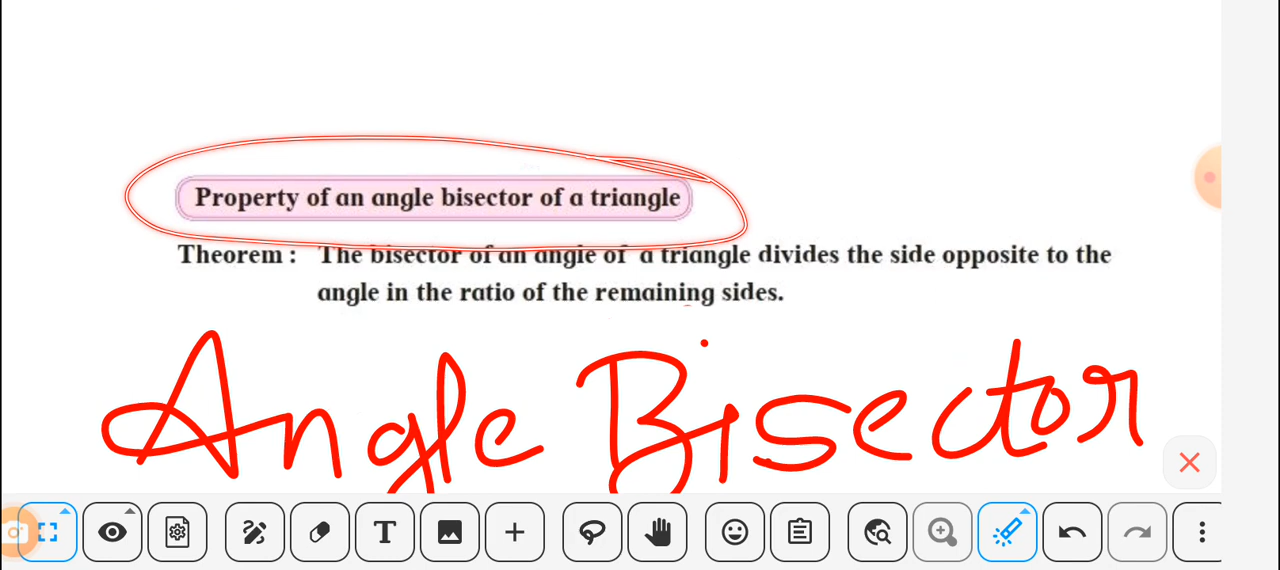 Property of an angle bisector of a triangle
Theorem : The bisector of an angle of a triangle divides the side opposite to the
angle in the ratio of the remaining sides.
Angle Bisector
T